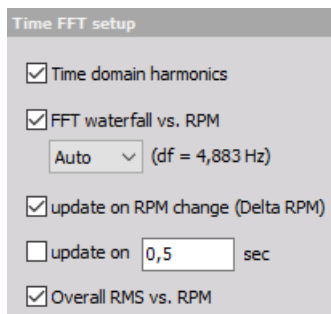 Time FFT setup
Time domain harmonics
FFT waterfall vs. RPM
Auto (df = 4,883 Hz)
update on RPM change (Delta RPM)
update on 0,5 sec
Overall RMS vs. RPM